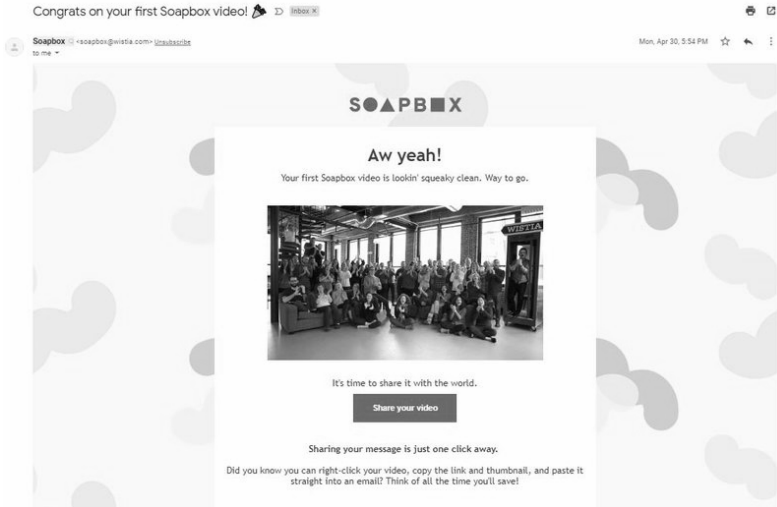 Congrats on your first Soapbox video!
Inbox ×
Soapbox <soapbox@wistia.com> Unsubscribe
Mon, Apr 30, 5:54 PM
to me
SOAPBOX
Aw yeah!
Your first Soapbox video is lookin' squeaky clean. Way to go.
WISTIA
It's time to share it with the world.
Share your video
Sharing your message is just one click away.
Did you know you can right-click your video, copy the link and thumbnail, and paste it
straight into an email? Think of all the time you'll save!